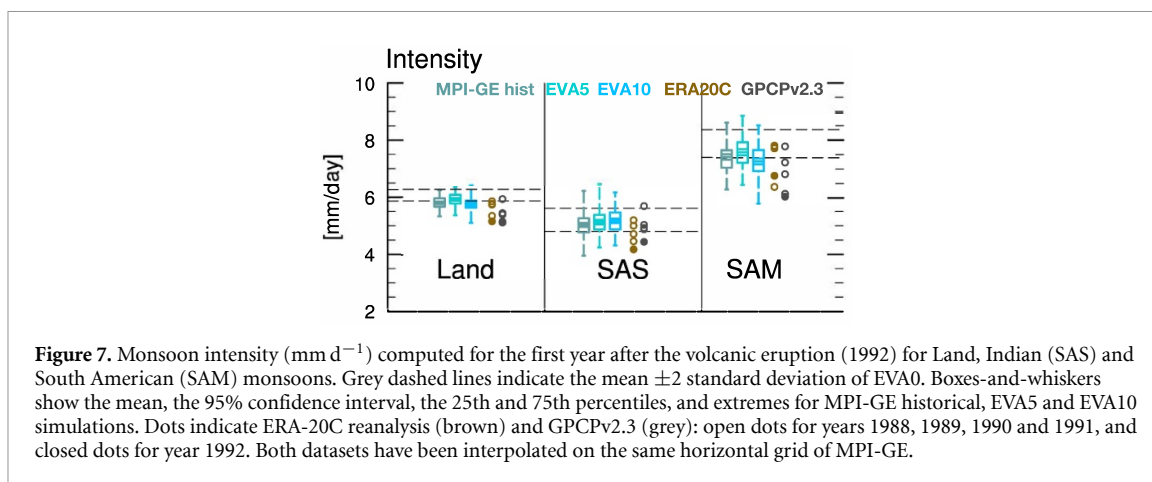 Intensity
10
MPI-GE hist EVA5 EVA10 ERA20C GPCPv2.3
8
6
4
2
[mm/day]
Land SAS SAM
Figure 7. Monsoon intensity (mm d−1) computed for the first year after the volcanic eruption (1992) for Land, Indian (SAS) and
South American (SAM) monsoons. Grey dashed lines indicate the mean ±2 standard deviation of EVA0. Boxes-and-whiskers
show the mean, the 95% confidence interval, the 25th and 75th percentiles, and extremes for MPI-GE historical, EVA5 and EVA10
simulations. Dots indicate ERA-20C reanalysis (brown) and GPCPv2.3 (grey): open dots for years 1988, 1989, 1990 and 1991, and
closed dots for year 1992. Both datasets have been interpolated on the same horizontal grid of MPI-GE.